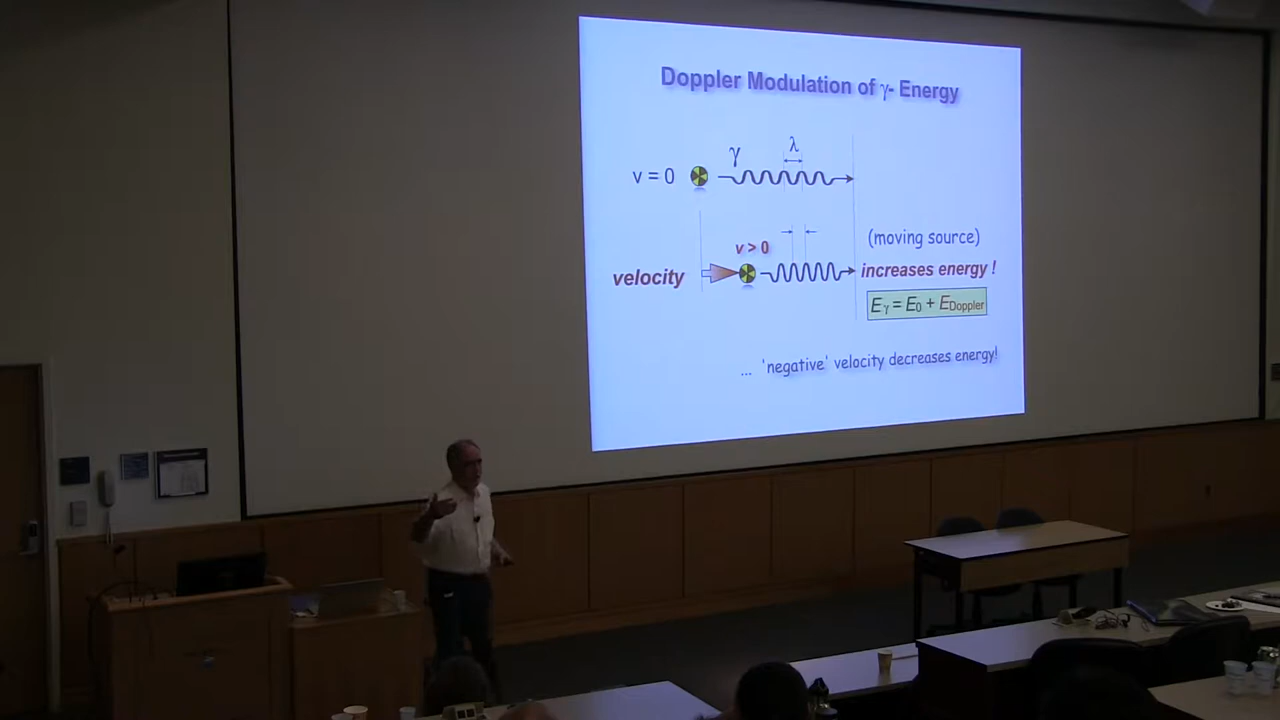 Doppler Modulation of γ- Energy
γ
λ
v = 0
v > 0
velocity
(moving source)
increases energy !
Eγ = E0 + EDoppler
... 'negative' velocity decreases energy!